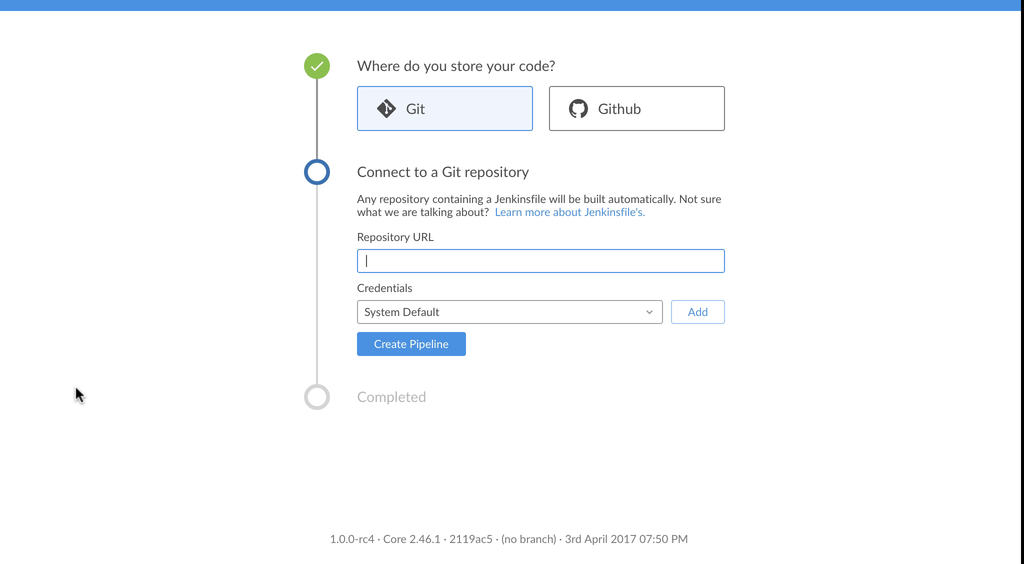 Where do you store your code?
Git
Github
Connect to a Git repository
Any repository containing a Jenkinsfile will be built automatically. Not sure
what we are talking about? Learn more about Jenkinsfile's.
Repository URL
Credentials
System Default
Add
Create Pipeline
Completed
1.0.0-rc4 · Core 2.46.1 · 2119ac5 · (no branch) · 3rd April 2017 07:50 PM